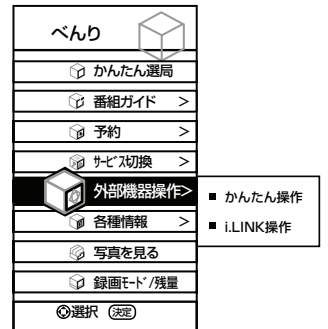 べんり
かんたん選局
番組ガイド >
予約 >
ｻｰﾋﾞｽ切換 >
外部機器操作>
■ かんたん操作
■ i.LINK操作
各種情報 >
写真を見る
録画ﾓｰﾄﾞ/残量
選択 決定